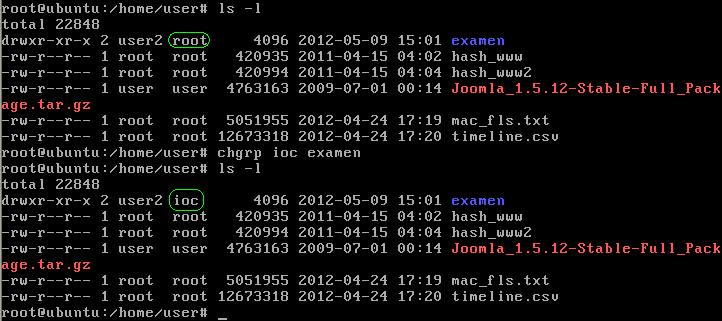 root@ubuntu:/home/user# ls -l
total 22848
drwxr-xr-x 2 user2 root     4096 2012-05-09 15:01 examen
-rw-r--r-- 1 root  root   420935 2011-04-15 04:02 hash_www
-rw-r--r-- 1 root  root   420994 2011-04-14 04:04 hash_www2
-rw-r--r-- 1 user  user  4763163 2009-07-01 00:14 Joomla_1.5.12-Stable-Full_Pack
age.tar.gz
-rw-r--r-- 1 root  root  5051955 2012-04-24 17:19 mac_fls.txt
-rw-r--r-- 1 root  root 12673318 2012-04-24 17:20 timeline.csv
root@ubuntu:/home/user# chgrp ioc examen
root@ubuntu:/home/user# ls -l
total 22848
drwxr-xr-x 2 user2 ioc      4096 2012-05-09 15:01 examen
-rw-r--r-- 1 root  root   420935 2011-04-15 04:02 hash_www
-rw-r--r-- 1 root  root   420994 2011-04-14 04:04 hash_www2
-rw-r--r-- 1 user  user  4763163 2009-07-01 00:14 Joomla_1.5.12-Stable-Full_Pack
age.tar.gz
-rw-r--r-- 1 root  root  5051955 2012-04-24 17:19 mac_fls.txt
-rw-r--r-- 1 root  root 12673318 2012-04-24 17:20 timeline.csv
root@ubuntu:/home/user# _